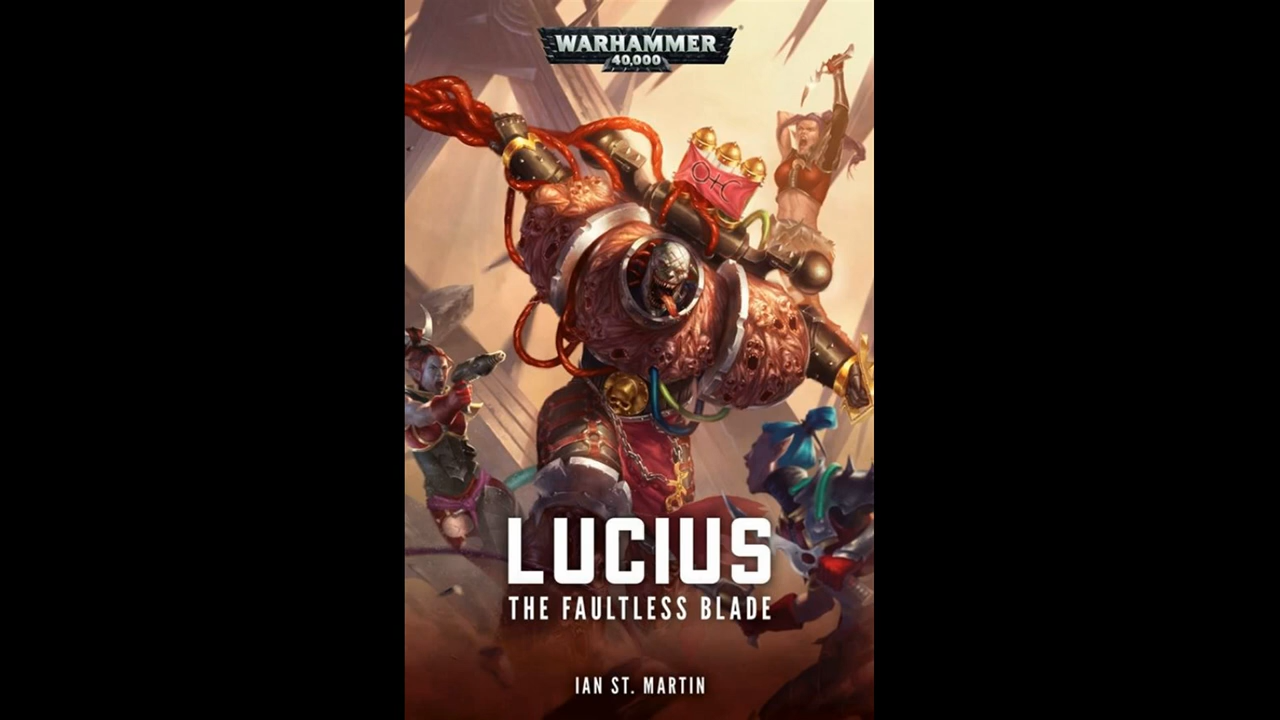 WARHAMMER
40,000
LUCIUS
THE FAULTLESS BLADE
IAN ST. MARTIN